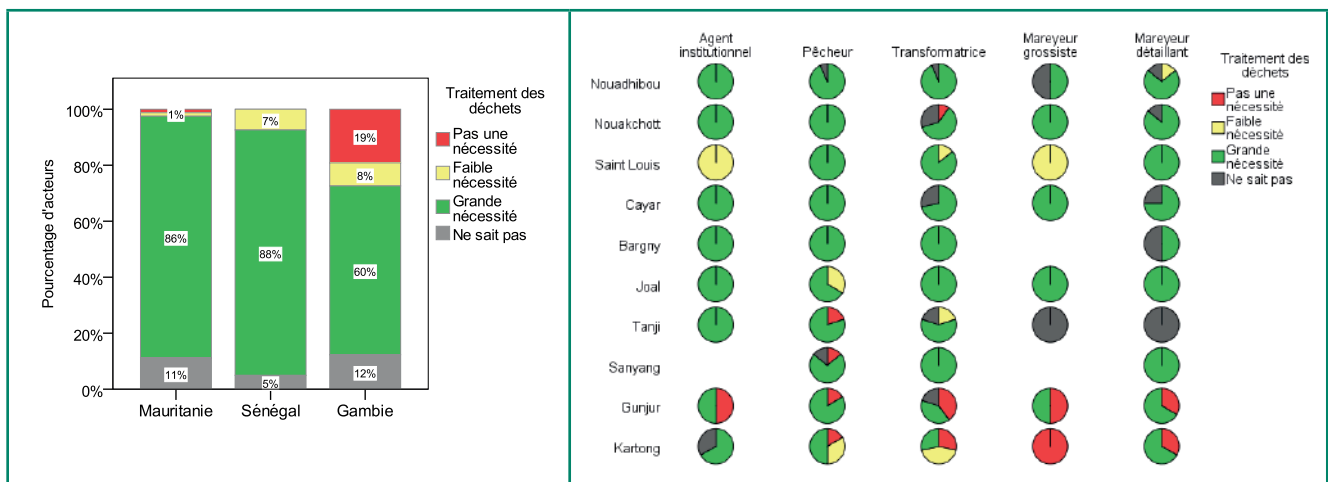 Pourcentage d'acteurs
100%
80%
60%
40%
20%
0%
1%
86%
11%
7%
88%
5%
19%
8%
60%
12%
Mauritanie
Sénégal
Gambie
Traitement des
déchets
Pas une
nécessité
Faible
nécessité
Grande
nécessité
Ne sait pas
Agent
institutionnel
Pêcheur
Transformatrice
Mareyeur
grossiste
Mareyeur
détaillant
Nouadhibou
Nouakchott
Saint Louis
Cayar
Bargny
Joal
Tanji
Sanyang
Gunjur
Kartong
Traitement des
déchets
Pas une
nécessité
Faible
nécessité
Grande
nécessité
Ne sait pas